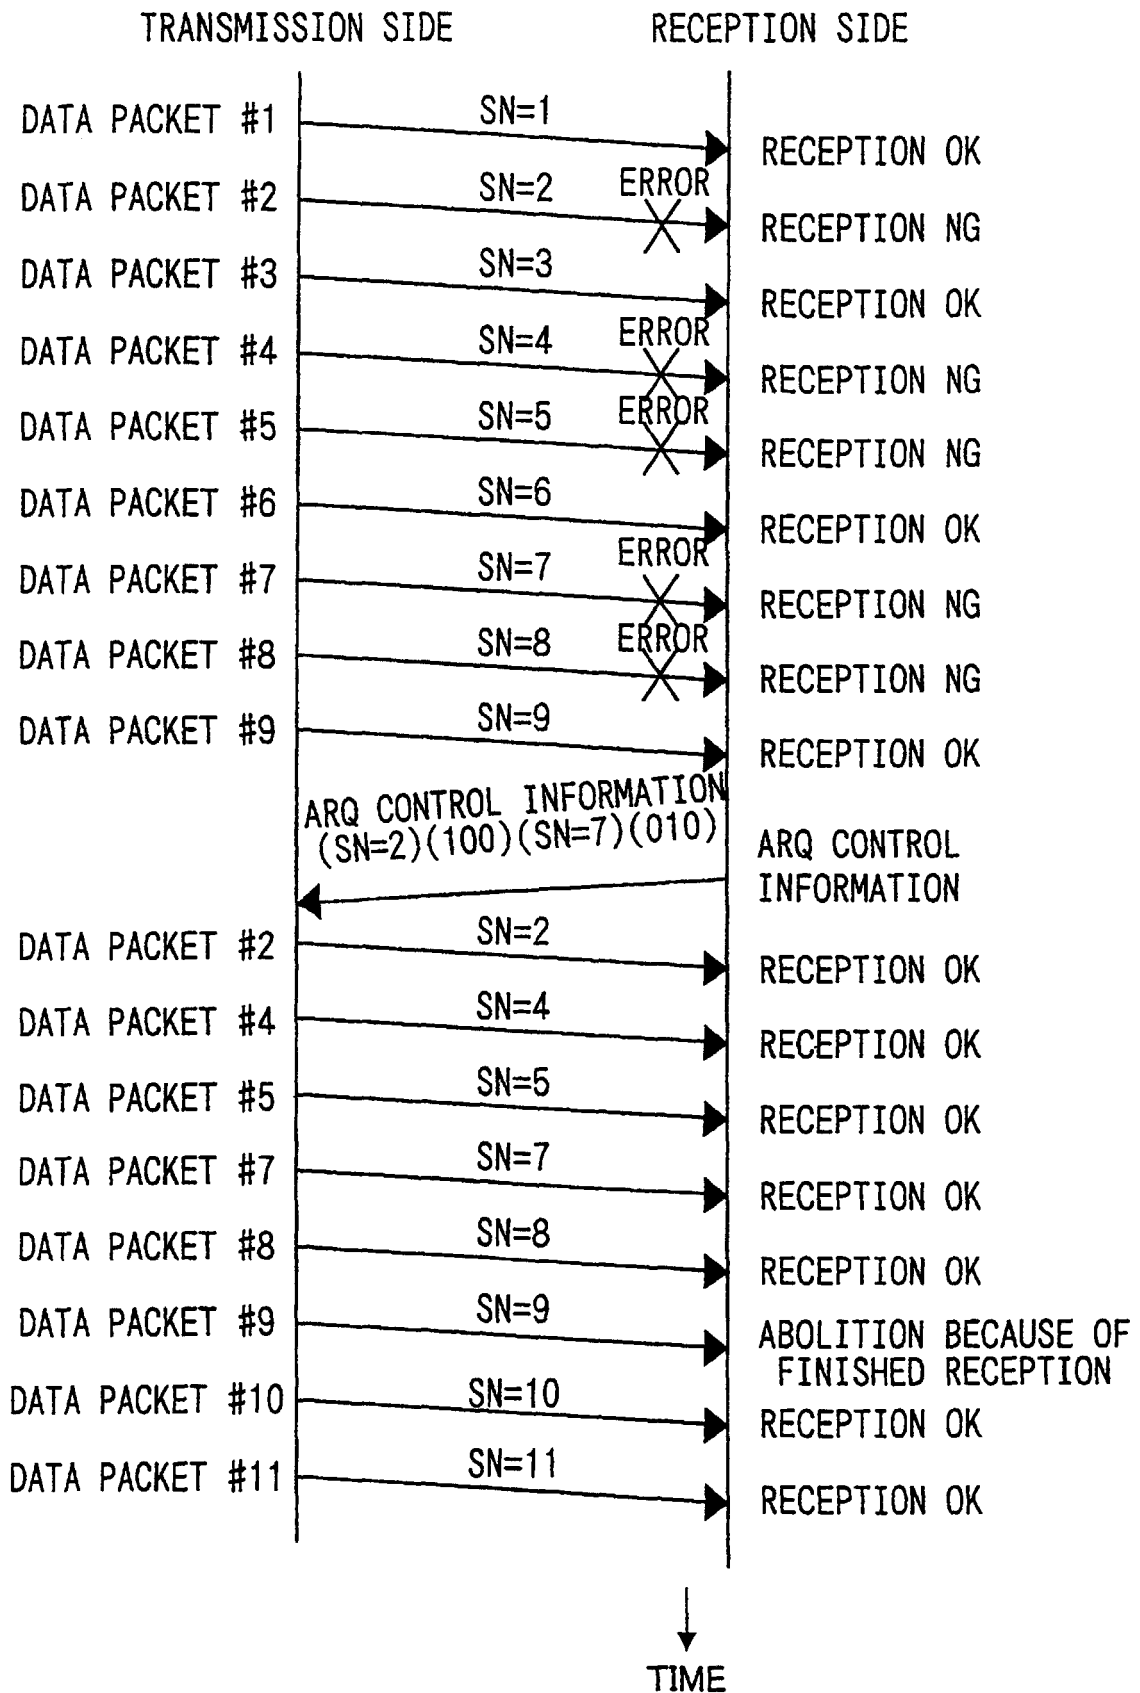 TRANSMISSION SIDE
RECEPTION SIDE
DATA PACKET #1
SN=1
RECEPTION OK
DATA PACKET #2
SN=2
ERROR
RECEPTION NG
DATA PACKET #3
SN=3
RECEPTION OK
DATA PACKET #4
SN=4
ERROR
RECEPTION NG
DATA PACKET #5
SN=5
ERROR
RECEPTION NG
DATA PACKET #6
SN=6
RECEPTION OK
DATA PACKET #7
SN=7
ERROR
RECEPTION NG
DATA PACKET #8
SN=8
ERROR
RECEPTION NG
DATA PACKET #9
SN=9
RECEPTION OK
ARQ CONTROL INFORMATION
(SN=2)(100)(SN=7)(010)
ARQ CONTROL
INFORMATION
DATA PACKET #2
SN=2
RECEPTION OK
DATA PACKET #4
SN=4
RECEPTION OK
DATA PACKET #5
SN=5
RECEPTION OK
DATA PACKET #7
SN=7
RECEPTION OK
DATA PACKET #8
SN=8
RECEPTION OK
DATA PACKET #9
SN=9
ABOLITION BECAUSE OF
FINISHED RECEPTION
DATA PACKET #10
SN=10
RECEPTION OK
DATA PACKET #11
SN=11
RECEPTION OK
TIME